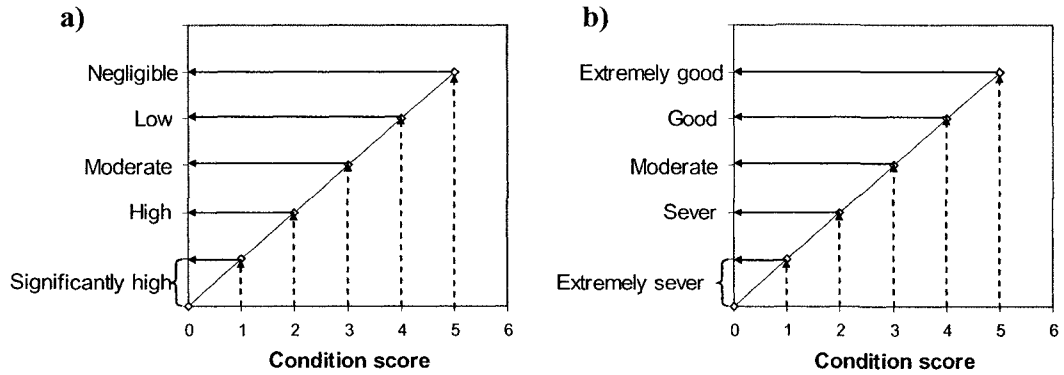 a)
Negligible
Low
Moderate
High
Significantly high
0 1 2 3 4 5 6
Condition score
b)
Extremely good
Good
Moderate
Sever
Extremely sever
0 1 2 3 4 5 6
Condition score